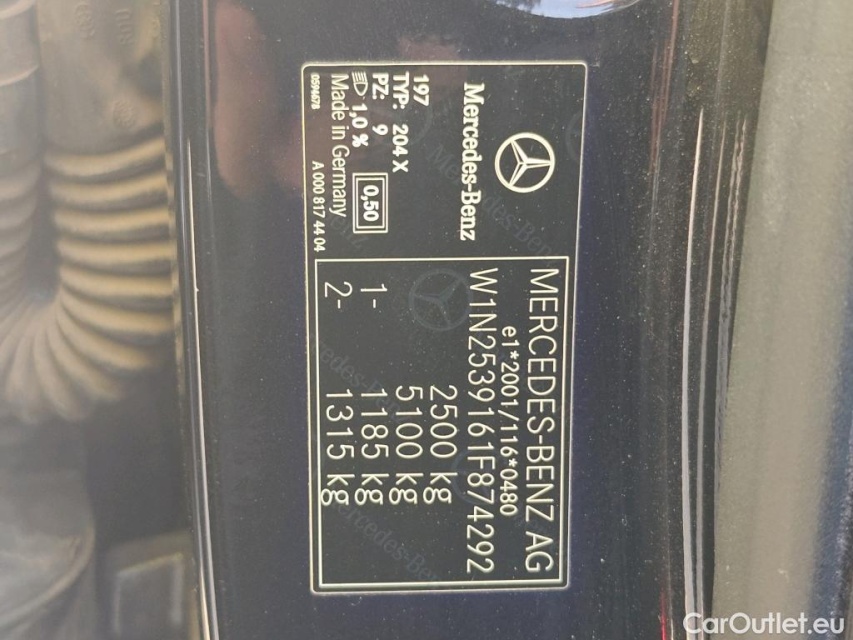 Mercedes-Benz
197
TYP: 204 X
PZ: 9
1,0 %
0,50
Made in Germany
0596678 A 000 817 44 04
MERCEDES-BENZ AG
e1*2001/116*0480
W1N2539161F874292
2500 kg
5100 kg
1- 1185 kg
2- 1315 kg
CarOutlet.eu